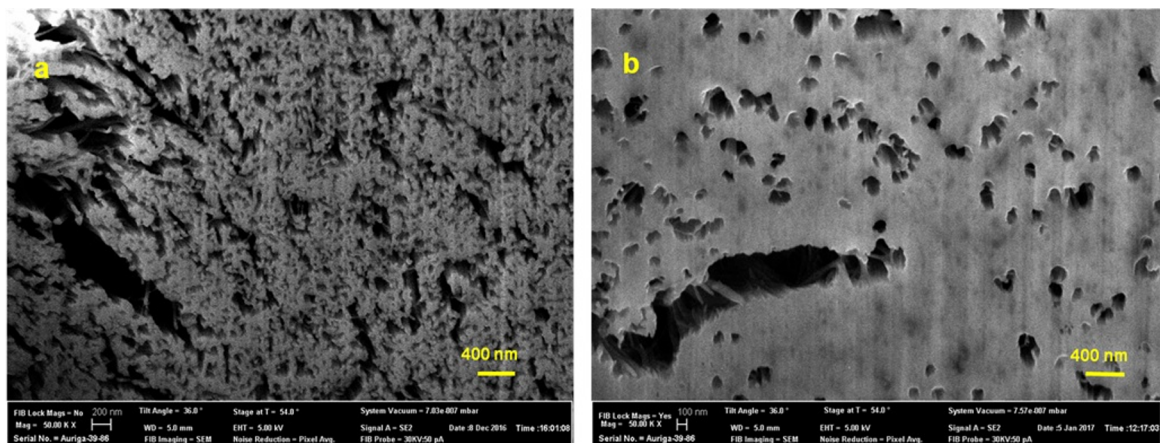 a
400 nm
FIB Lock Mags = No 200 nm Tilt Angle = 36.0 ° Stage at T = 54.0 ° System Vacuum = 7.03e-007 mbar
Mag = 50.00 K X WD = 5.0 mm EHT = 5.00 kV Signal A = SE2 Date :8 Dec 2016 Time :16:01:08
Serial No. = Auriga-39-86 FIB Imaging = SEM Noise Reduction = Pixel Avg. FIB Probe = 30KV:50 pA
b
400 nm
FIB Lock Mags = Yes 100 nm Tilt Angle = 36.0 ° Stage at T = 54.0 ° System Vacuum = 7.57e-007 mbar
Mag = 50.00 K X WD = 5.0 mm EHT = 5.00 kV Signal A = SE2 Date :5 Jan 2017 Time :12:17:03
Serial No. = Auriga-39-86 FIB Imaging = SEM Noise Reduction = Pixel Avg. FIB Probe = 30KV:50 pA